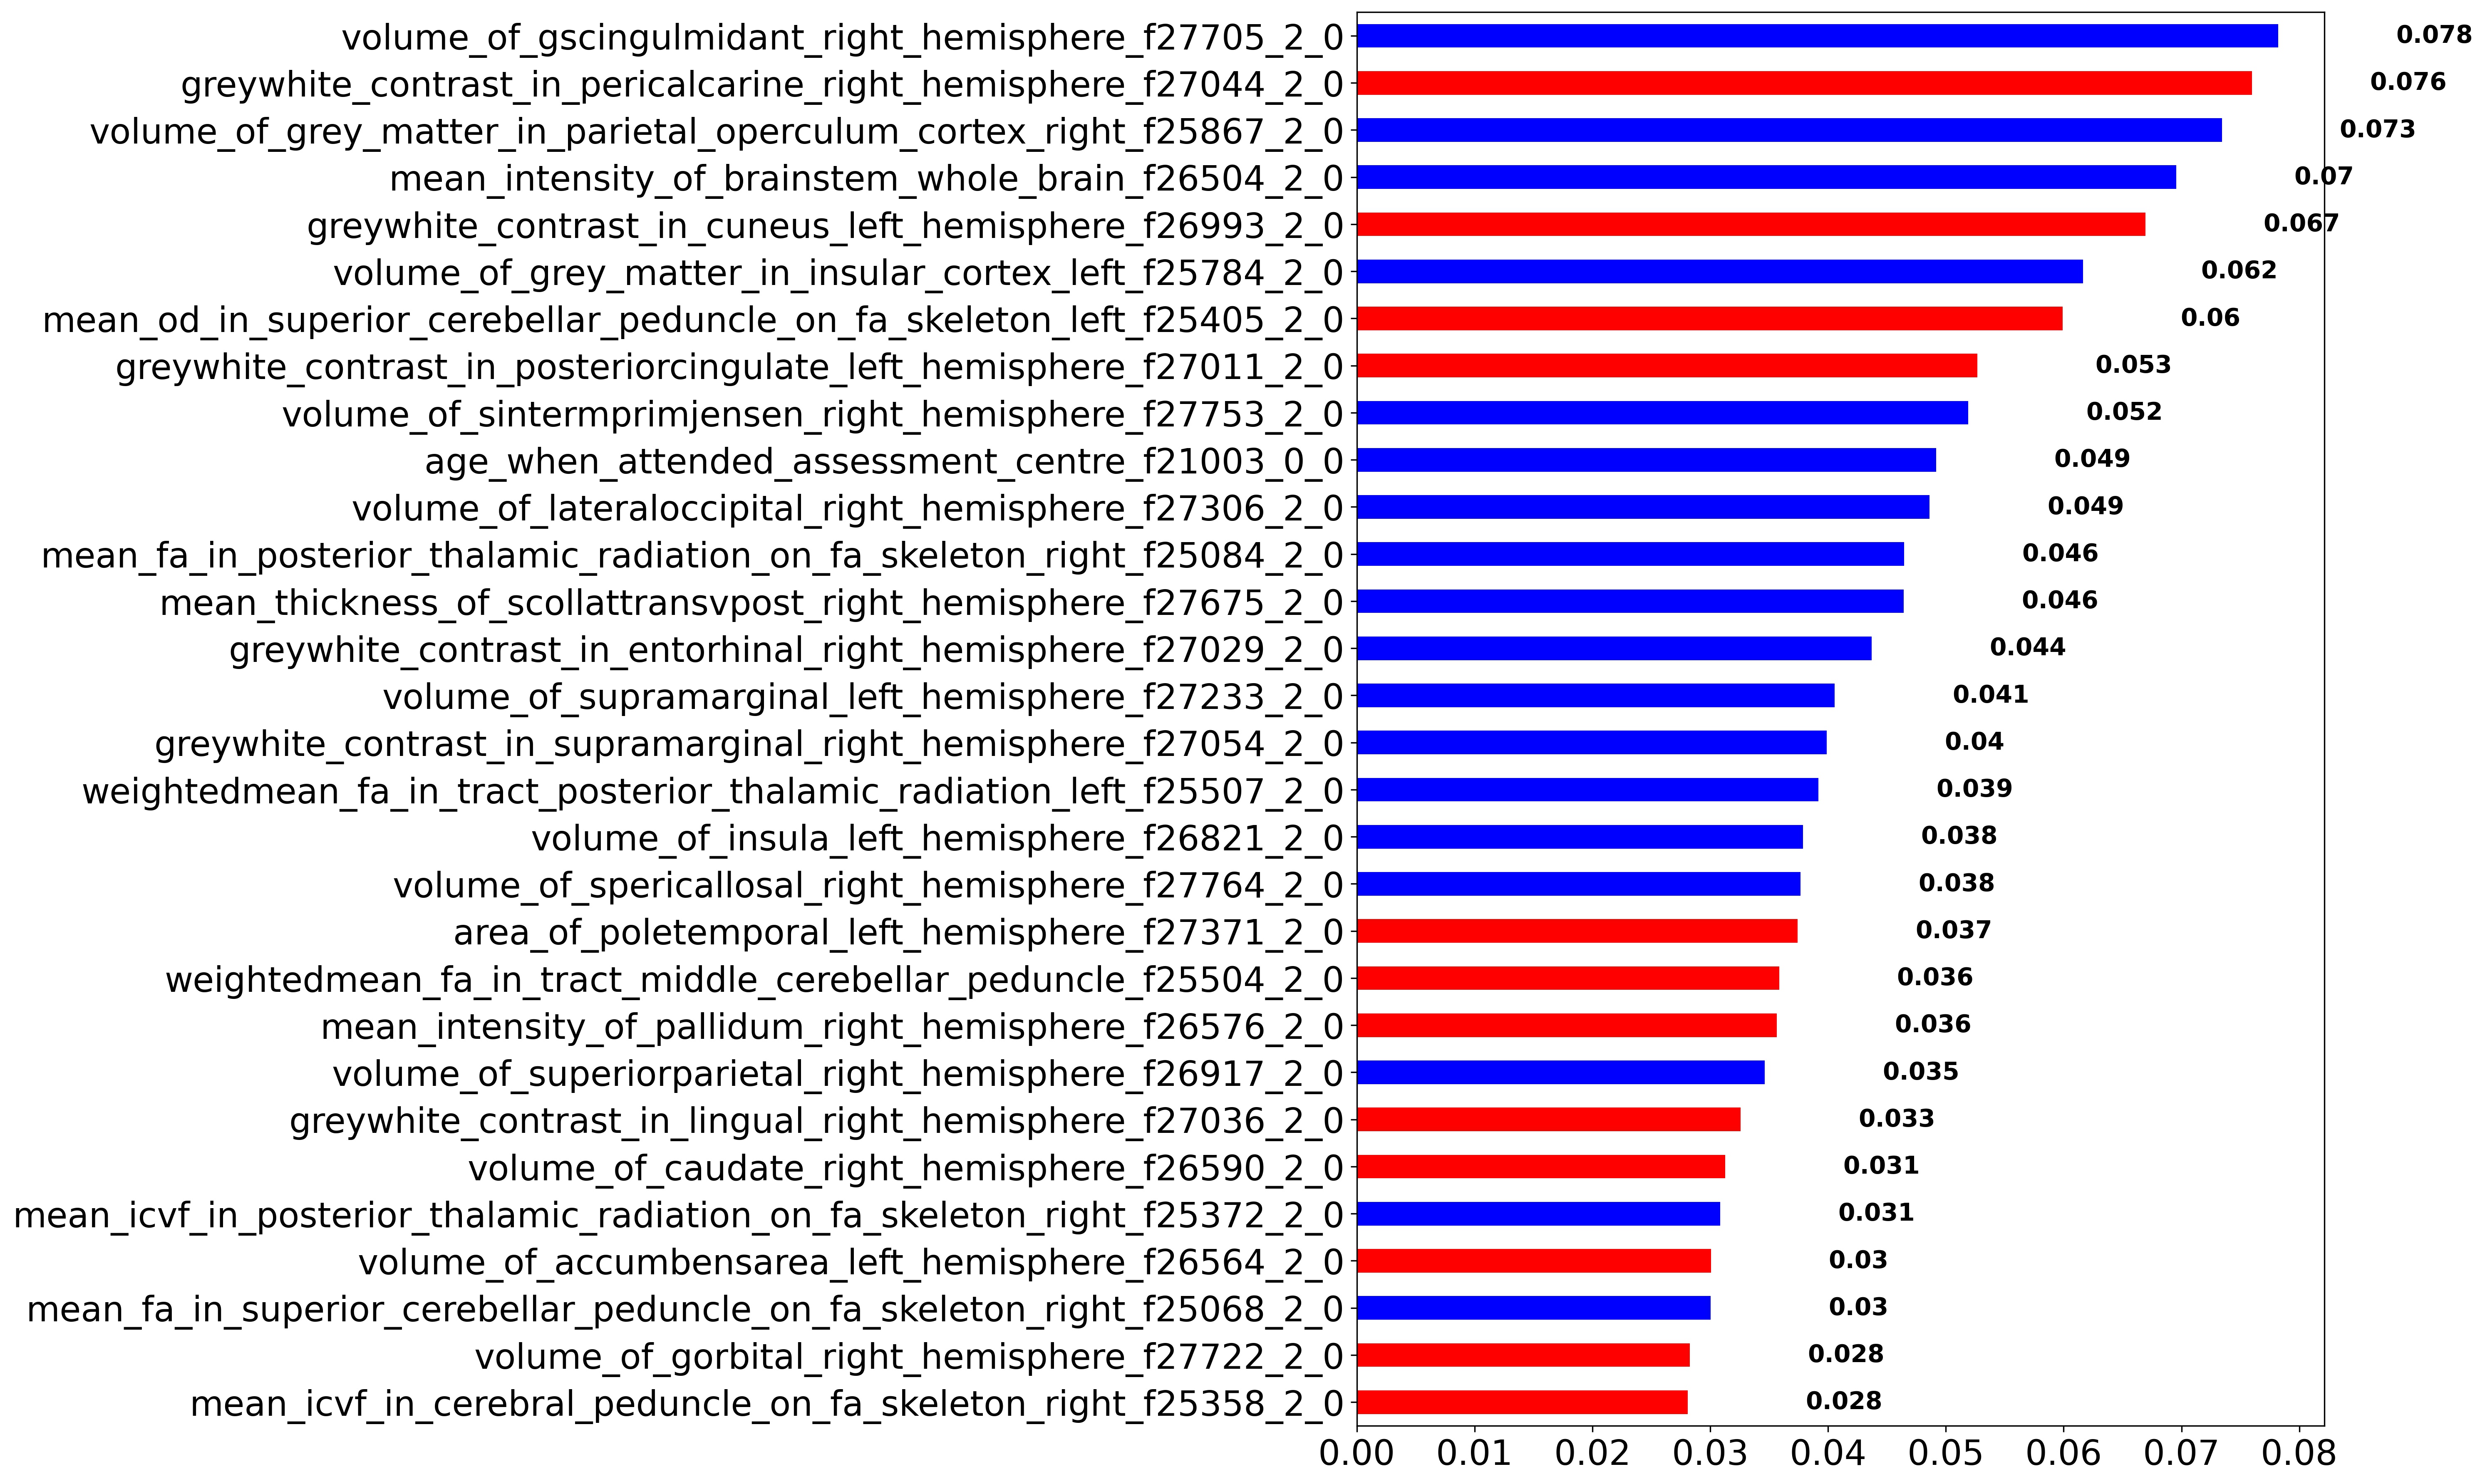 volume_of_gscingulmidant_right_hemisphere_f27705_2_0 0.078
greywhite_contrast_in_pericalcarine_right_hemisphere_f27044_2_0 0.076
volume_of_grey_matter_in_parietal_operculum_cortex_right_f25867_2_0 0.073
mean_intensity_of_brainstem_whole_brain_f26504_2_0 0.07
greywhite_contrast_in_cuneus_left_hemisphere_f26993_2_0 0.067
volume_of_grey_matter_in_insular_cortex_left_f25784_2_0 0.062
mean_od_in_superior_cerebellar_peduncle_on_fa_skeleton_left_f25405_2_0 0.06
greywhite_contrast_in_posteriorcingulate_left_hemisphere_f27011_2_0 0.053
volume_of_sintermprimjensen_right_hemisphere_f27753_2_0 0.052
age_when_attended_assessment_centre_f21003_0_0 0.049
volume_of_lateraloccipital_right_hemisphere_f27306_2_0 0.049
mean_fa_in_posterior_thalamic_radiation_on_fa_skeleton_right_f25084_2_0 0.046
mean_thickness_of_scollattransvpost_right_hemisphere_f27675_2_0 0.046
greywhite_contrast_in_entorhinal_right_hemisphere_f27029_2_0 0.044
volume_of_supramarginal_left_hemisphere_f27233_2_0 0.041
greywhite_contrast_in_supramarginal_right_hemisphere_f27054_2_0 0.04
weightedmean_fa_in_tract_posterior_thalamic_radiation_left_f25507_2_0 0.039
volume_of_insula_left_hemisphere_f26821_2_0 0.038
volume_of_spericallosal_right_hemisphere_f27764_2_0 0.038
area_of_poletemporal_left_hemisphere_f27371_2_0 0.037
weightedmean_fa_in_tract_middle_cerebellar_peduncle_f25504_2_0 0.036
mean_intensity_of_pallidum_right_hemisphere_f26576_2_0 0.036
volume_of_superiorparietal_right_hemisphere_f26917_2_0 0.035
greywhite_contrast_in_lingual_right_hemisphere_f27036_2_0 0.033
volume_of_caudate_right_hemisphere_f26590_2_0 0.031
mean_icvf_in_posterior_thalamic_radiation_on_fa_skeleton_right_f25372_2_0 0.031
volume_of_accumbensarea_left_hemisphere_f26564_2_0 0.03
mean_fa_in_superior_cerebellar_peduncle_on_fa_skeleton_right_f25068_2_0 0.03
volume_of_gorbital_right_hemisphere_f27722_2_0 0.028
mean_icvf_in_cerebral_peduncle_on_fa_skeleton_right_f25358_2_0 0.028
0.00 0.01 0.02 0.03 0.04 0.05 0.06 0.07 0.08